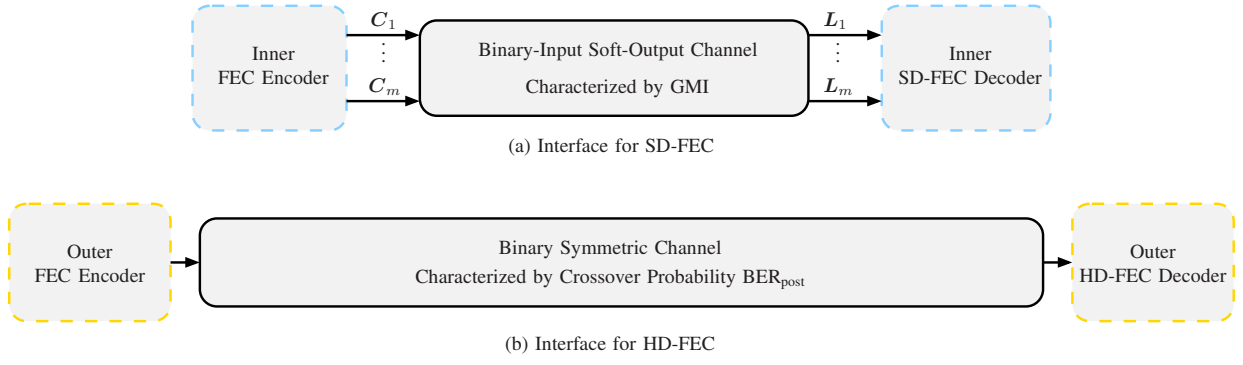 Inner
FEC Encoder
C1
⋮
Cm
Binary-Input Soft-Output Channel
Characterized by GMI
L1
⋮
Lm
Inner
SD-FEC Decoder
(a) Interface for SD-FEC
Outer
FEC Encoder
Binary Symmetric Channel
Characterized by Crossover Probability BERpost
Outer
HD-FEC Decoder
(b) Interface for HD-FEC